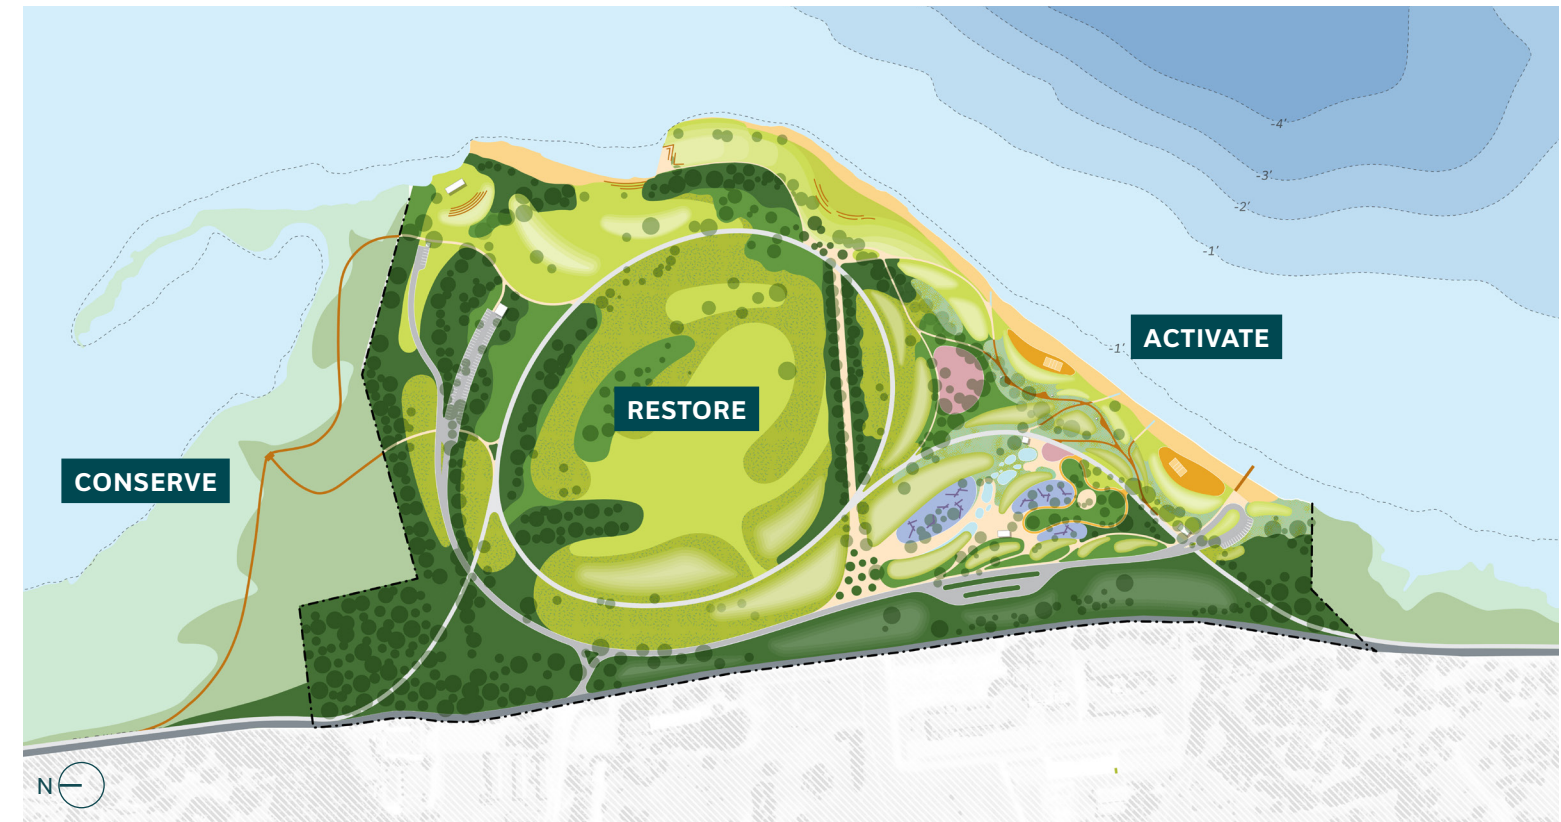 -4'
-3'
-2'
-1'
ACTIVATE
-1'
RESTORE
CONSERVE
N